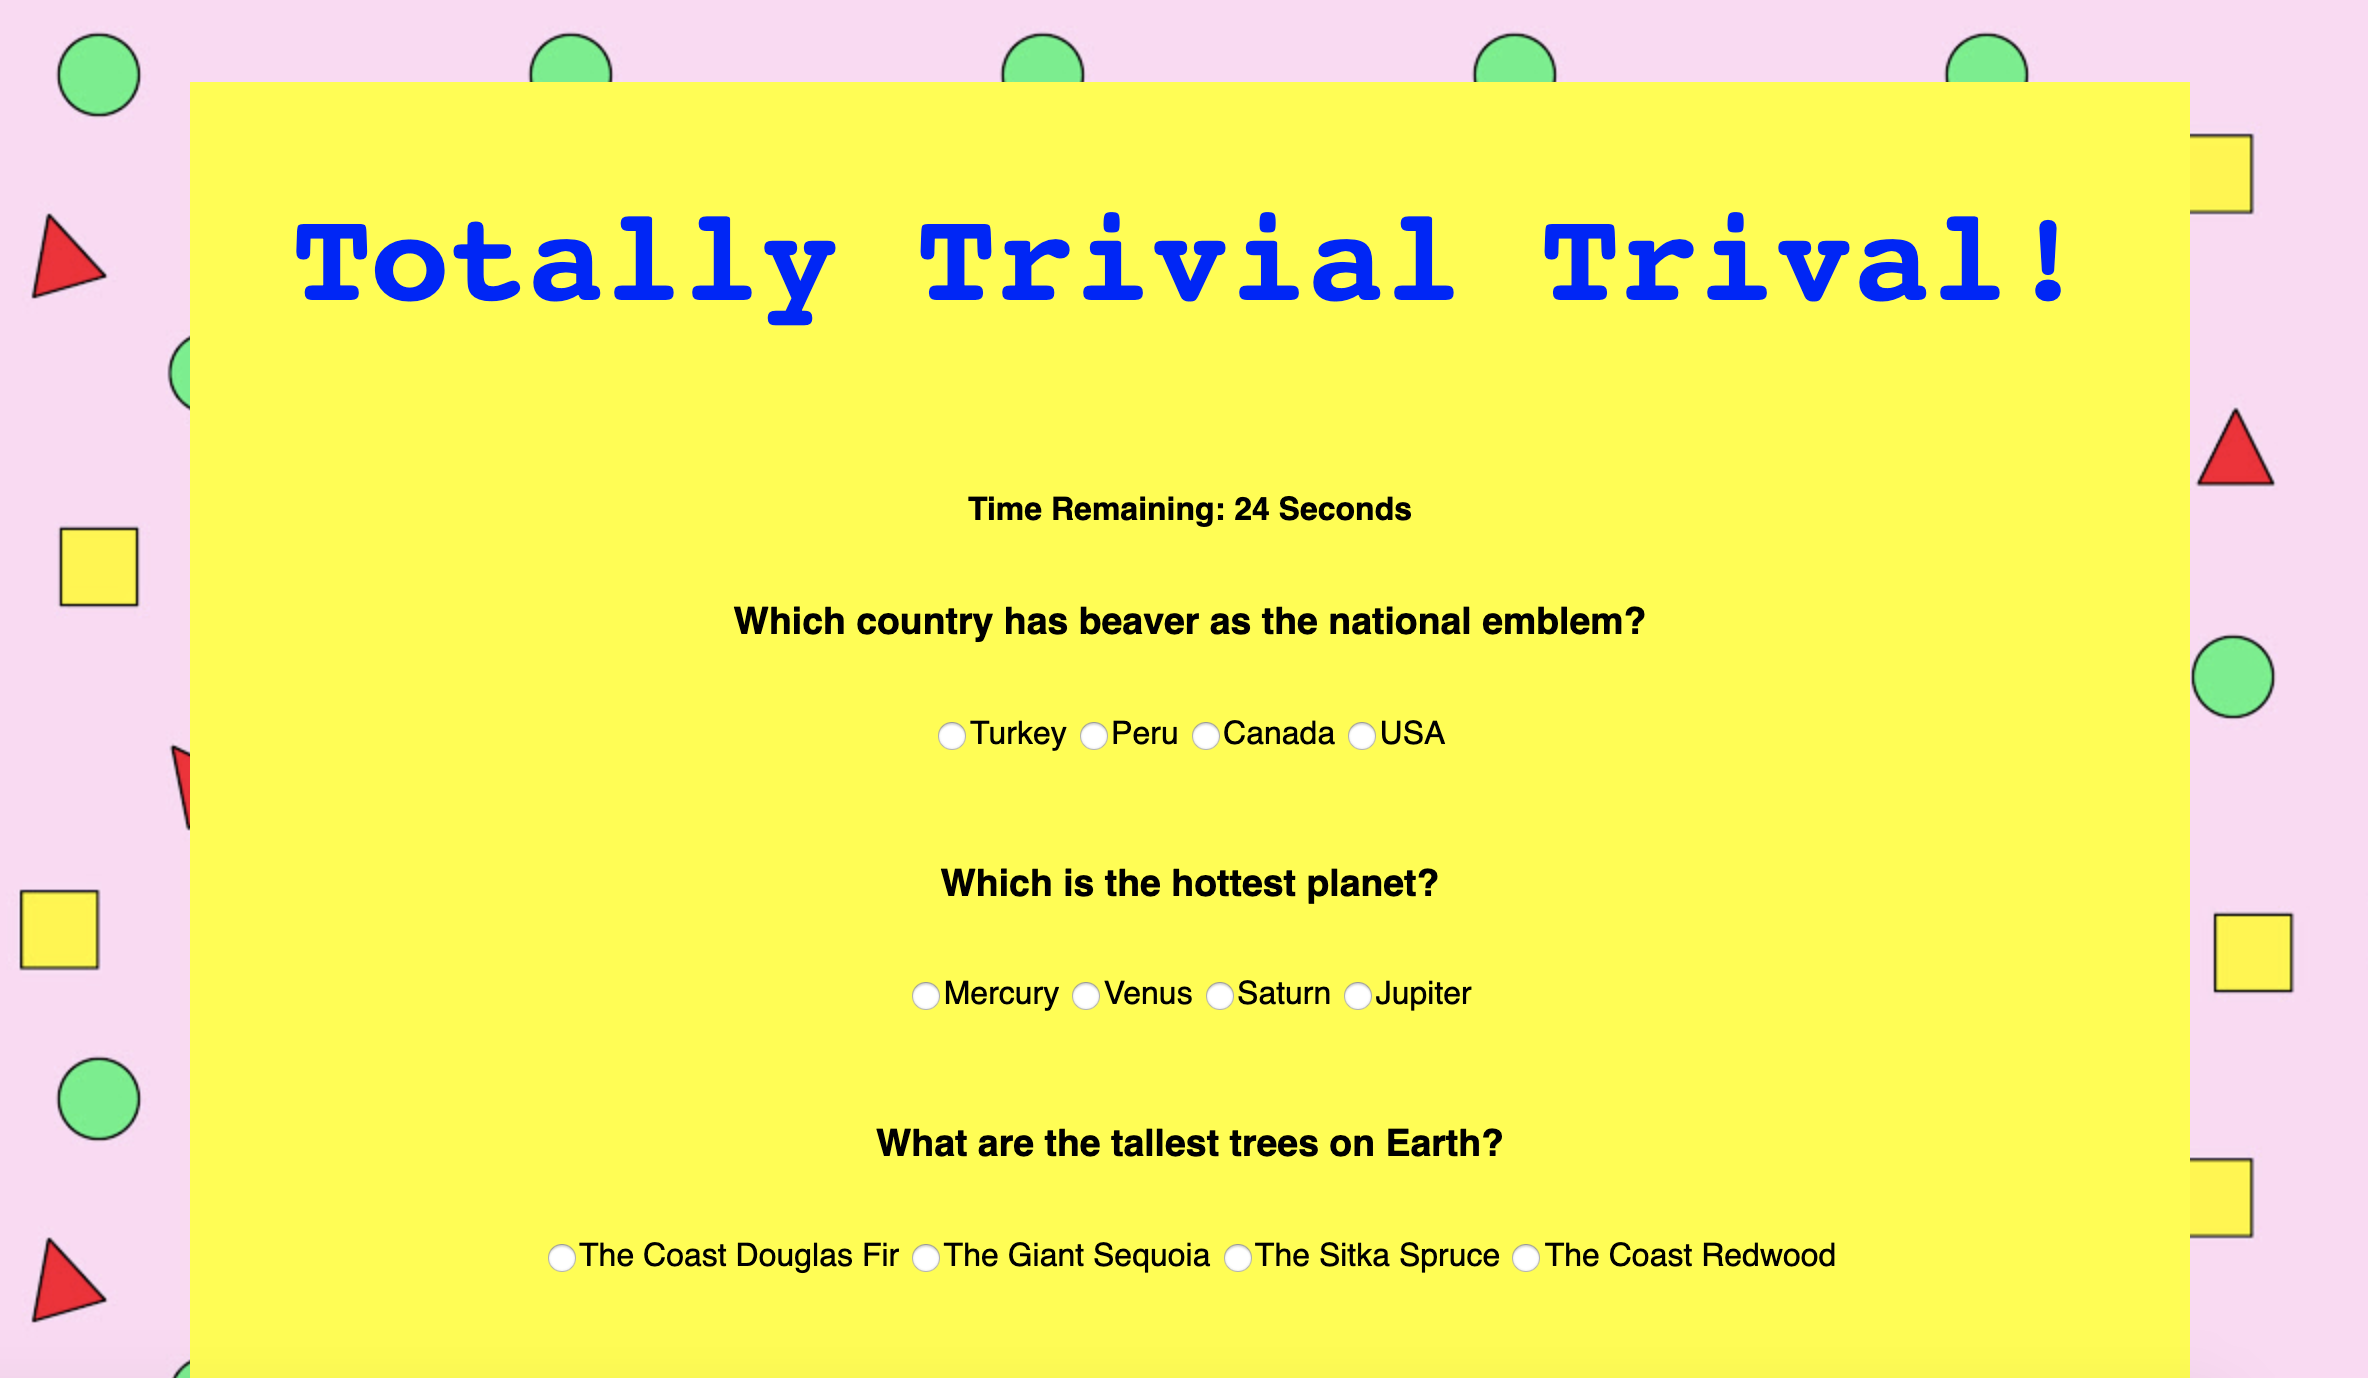 Totally Trivial Trival!
Time Remaining: 24 Seconds
Which country has beaver as the national emblem?
Turkey Peru Canada USA
Which is the hottest planet?
Mercury Venus Saturn Jupiter
What are the tallest trees on Earth?
The Coast Douglas Fir The Giant Sequoia The Sitka Spruce The Coast Redwood